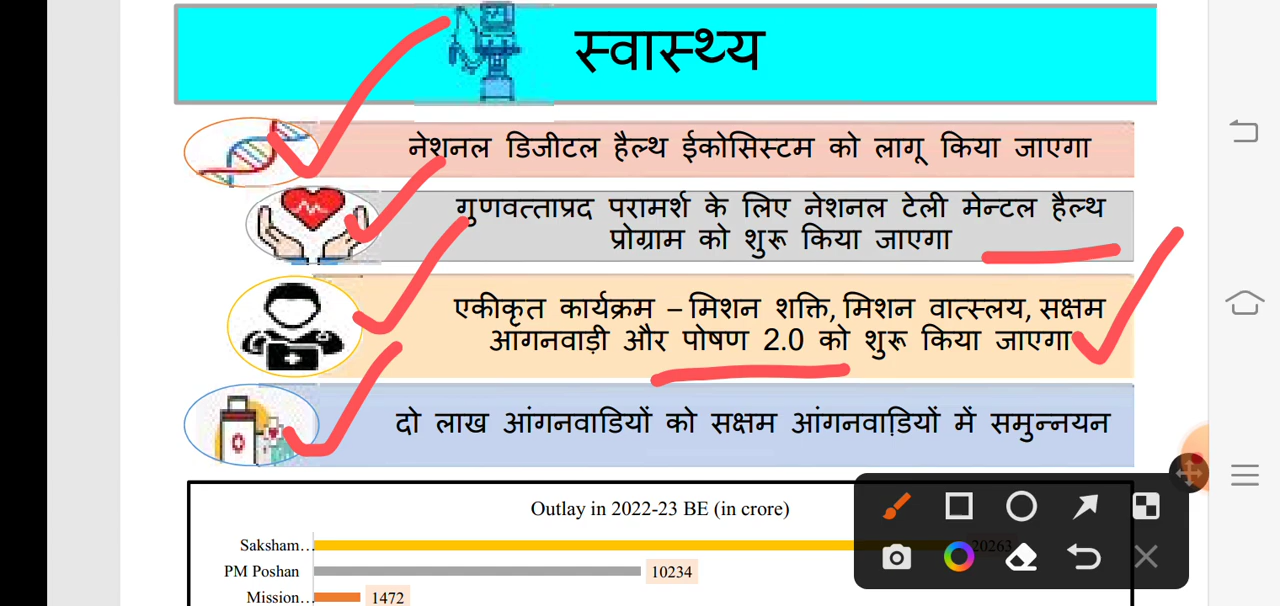 स्वास्थ्य
नेशनल डिजीटल हैल्थ ईकोसिस्टम को लागू किया जाएगा
गुणवत्ताप्रद परामर्श के लिए नेशनल टेली मेन्टल हैल्थ
प्रोग्राम को शुरू किया जाएगा
एकीकृत कार्यक्रम – मिशन शक्ति, मिशन वात्स्लय, सक्षम
आगनवाड़ी और पोषण 2.0 को शुरू किया जाएगा
दो लाख आंगनवाडियों को सक्षम आंगनवाड़ियों में समुन्नयन
Outlay in 2022-23 BE (in crore)
Saksham... 20263
PM Poshan 10234
Mission... 1472